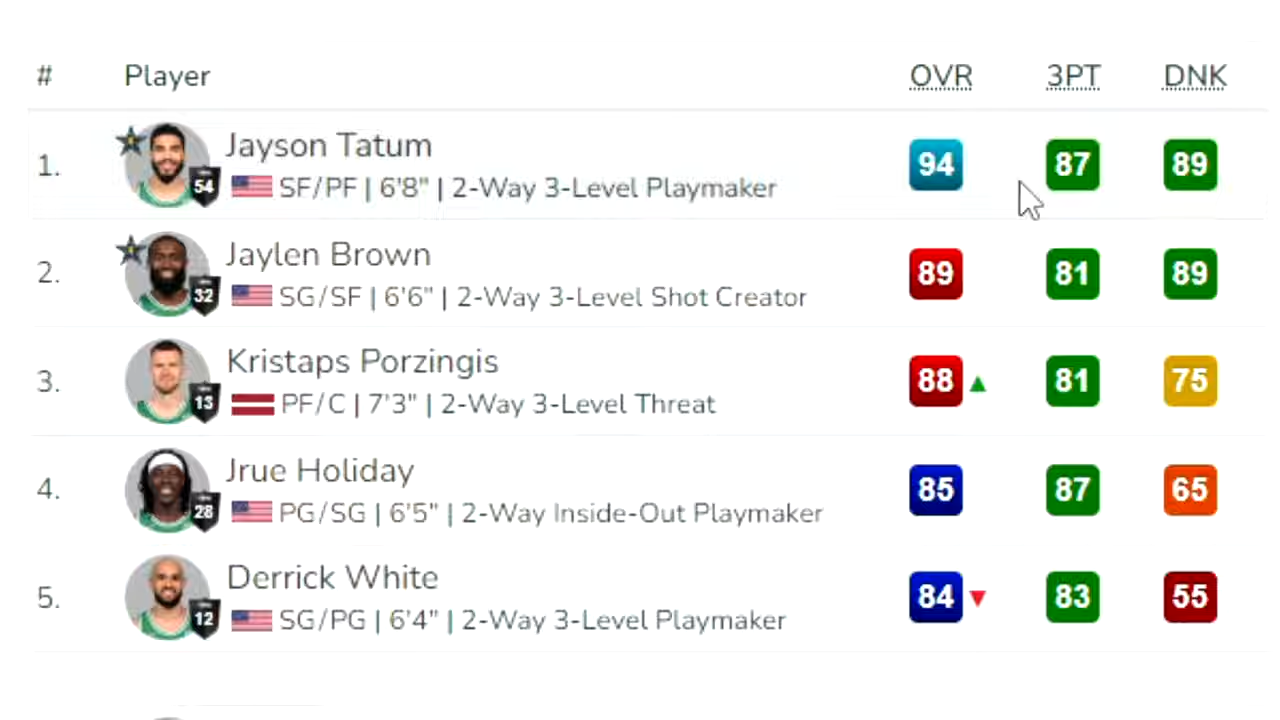 # Player OVR 3PT DNK
Jayson Tatum
1. 54 94 87 89
SF/PF | 6'8" | 2-Way 3-Level Playmaker
Jaylen Brown
2. 32 89 81 89
SG/SF | 6'6" | 2-Way 3-Level Shot Creator
Kristaps Porzingis
3. 13 88 81 75
PF/C | 7'3" | 2-Way 3-Level Threat
Jrue Holiday
4. 28 85 87 65
PG/SG | 6'5" | 2-Way Inside-Out Playmaker
Derrick White
5. 12 84 83 55
SG/PG | 6'4" | 2-Way 3-Level Playmaker